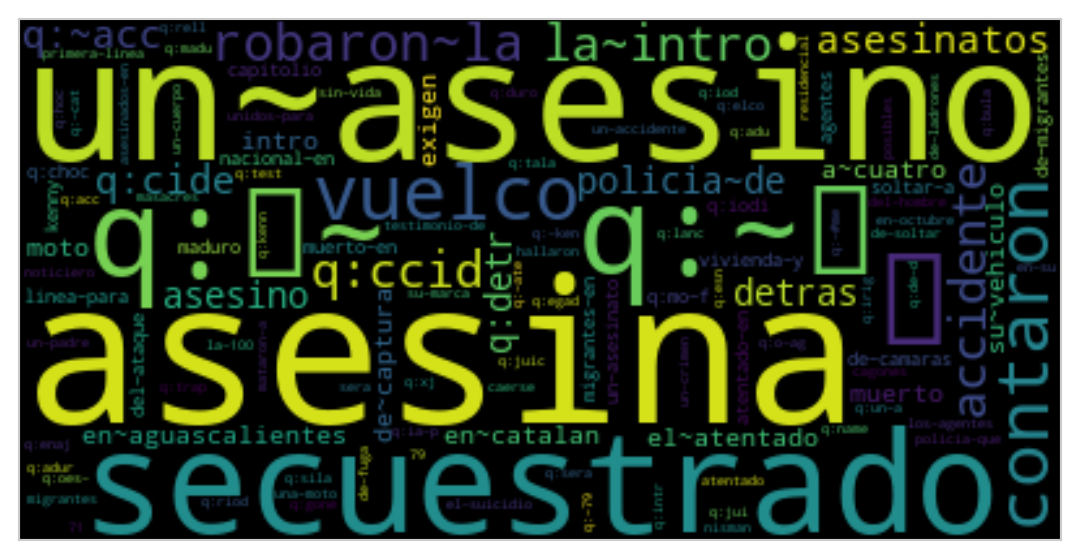 q:~acc
q:rell
primera-linea
q:madu
robaron~la
la~intro
asesinatos
un~asesino
capitolio
sin-vida
unidos-para
intro
nacional-en
exigen
q:duro
q:iod
q:elco
un-accidente
q:adu
residencial
agentes
posibles
de-ladrones
q:bula
de-migrantes
q:hoc
q:-cat
asesinados-en
un-cuerpo
q:choc
q:cide
q:test
vuelco
q:tala
policia~de
a~cuatro
soltar-a
kenny
q:acc
matacres
q:
~
q:kenn
testimonio-de
q:-ken
q:iodi
del-hombre
en-octubre
de-soltar
moto
maduro
muerto-en
hallaron
q:
~
q:lanc
vivienda-y
noticiero
q:ccid
q:detr
q:-ate
q:esn
accidente
su~vehiculo
contaron
en-su
linea-para
asesino
su-marca
q:egad
migrantes-en
q:mo-f
detras
q:irig
q:de-d
asesina
un-padre
la-100
del-ataque
mataron-a
de~captura
q:juic
un-asesinato
un-crimen
atentado-en
q:o-ag
de-camaras
cagones
q:trap
sera
q:xj
caerse
muerto
q:un-a
en~aguascalientes
q:la-p
en~catalan
el~atentado
q:name
los-agentes
policia-que
q:enaj
q:adur
q:oes-
migrantes
71
secuestrado
q:sila
una-moto
q:riod
q:gone
de-fuga
79
el-suicidio
q:sera
q:-79
q:intr
atentado
q:jui
nisman